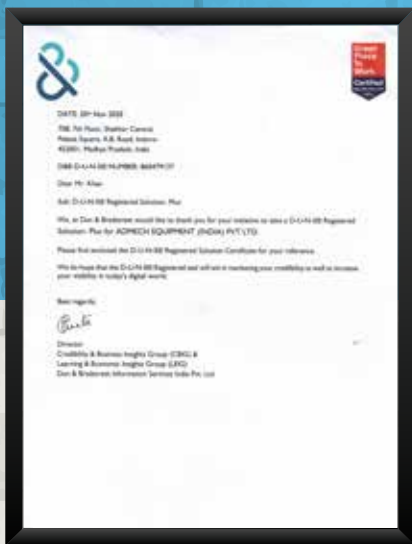 &
Great
Place
To
Work.
Certified
DATE: 20th Nov 2020
708, 7th Floor, Shekhar Central
Palasia Square, A.B. Road, Indore-
452001, Madhya Pradesh, India
D&B D-U-N-S® NUMBER:
Dear Mr. Khan
Sub: D-U-N-S® Registered Solution- Plus
We, at Dun & Bradstreet would like to thank you for your initiative to take a D-U-N-S® Registered
Solution- Plus for ADMECH EQUIPMENT (INDIA) PVT LTD.
Please find enclosed the D-U-N-S® Registered Solution Certificate for your reference.
We do hope that the D-U-N-S® Registered seal will aid in marketing your credibility as well as increase
your visibility in today's digital world.
Best regards,
Director
Credibility & Business Insights Group (CBIG) &
Learning & Economic Insights Group (LEIG)
Dun & Bradstreet Information Services India Pvt. Ltd